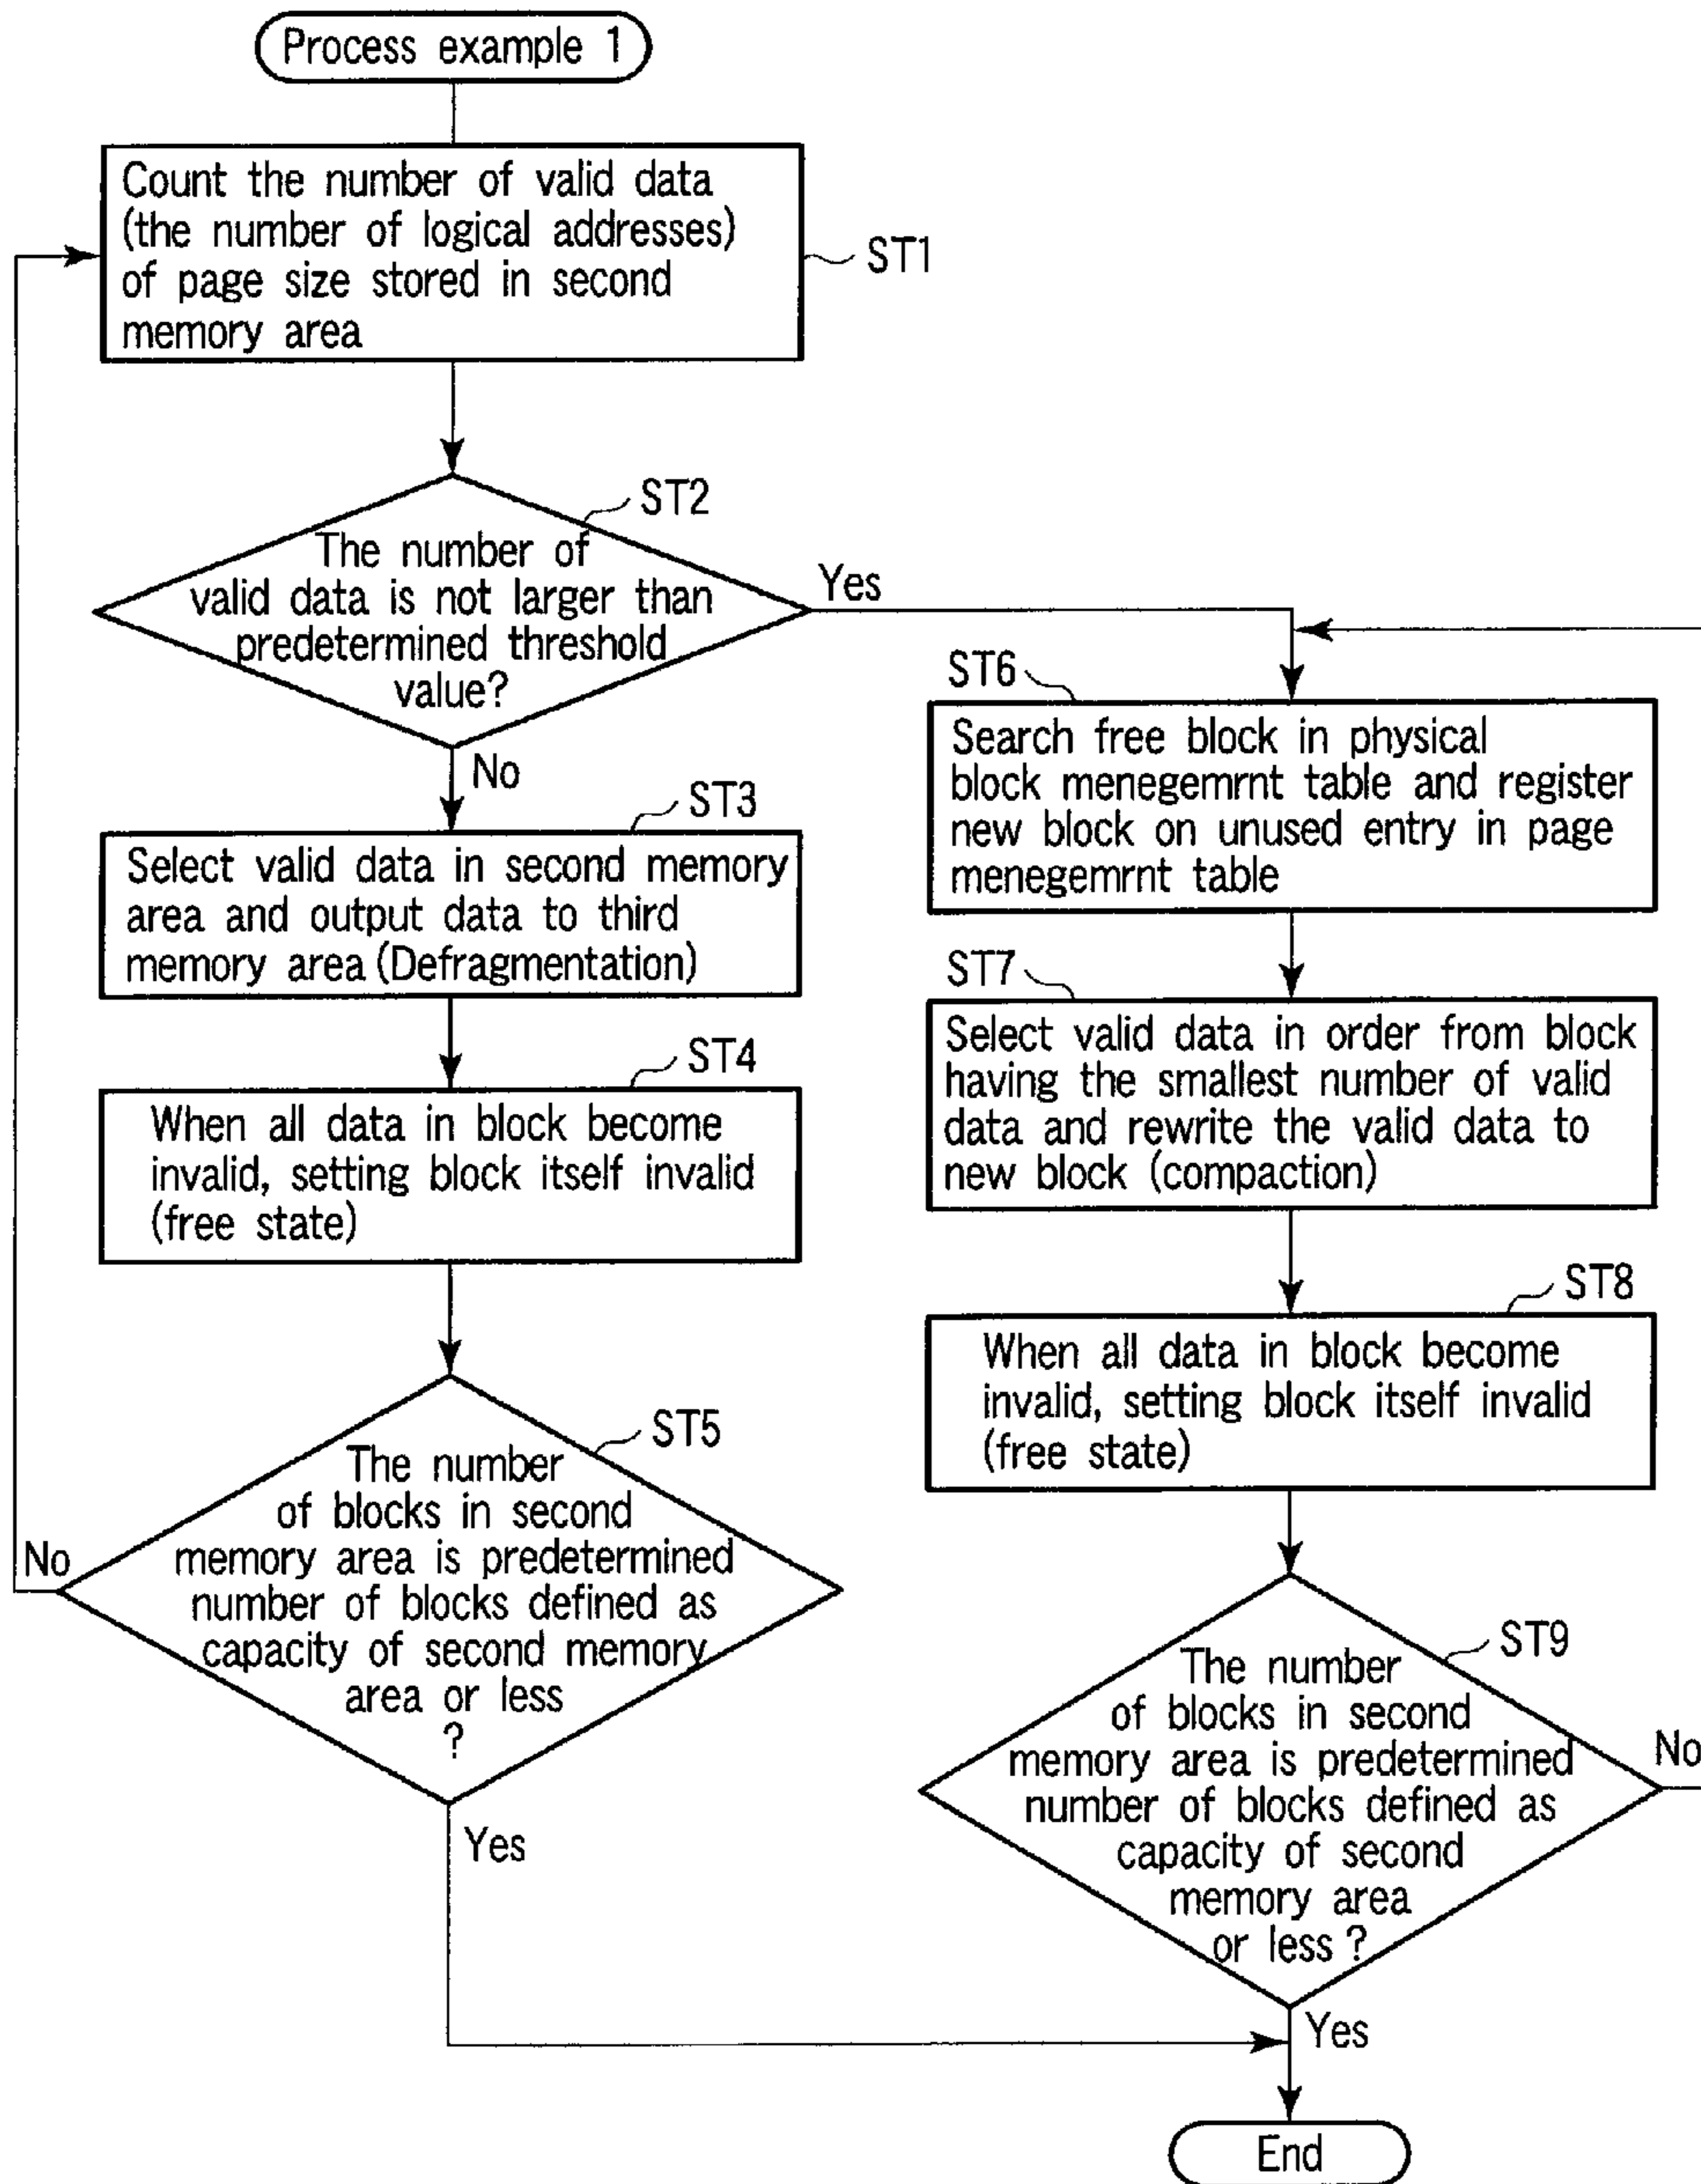 Process example 1
Count the number of valid data
(the number of logical addresses)
of page size stored in second
memory area
ST1
ST2
The number of
valid data is not larger than
predetermined threshold
value?
Yes
No
ST3
Select valid data in second memory
area and output data to third
memory area (Defragmentation)
ST4
When all data in block become
invalid, setting block itself invalid
(free state)
ST5
The number
of blocks in second
memory area is predetermined
number of blocks defined as
capacity of second memory
area or less
?
No
Yes
ST6
Search free block in physical
block menegemrnt table and register
new block on unused entry in page
menegemrnt table
ST7
Select valid data in order from block
having the smallest number of valid
data and rewrite the valid data to
new block (compaction)
ST8
When all data in block become
invalid, setting block itself invalid
(free state)
ST9
The number
of blocks in second
memory area is predetermined
number of blocks defined as
capacity of second
memory area
or less ?
No
Yes
End